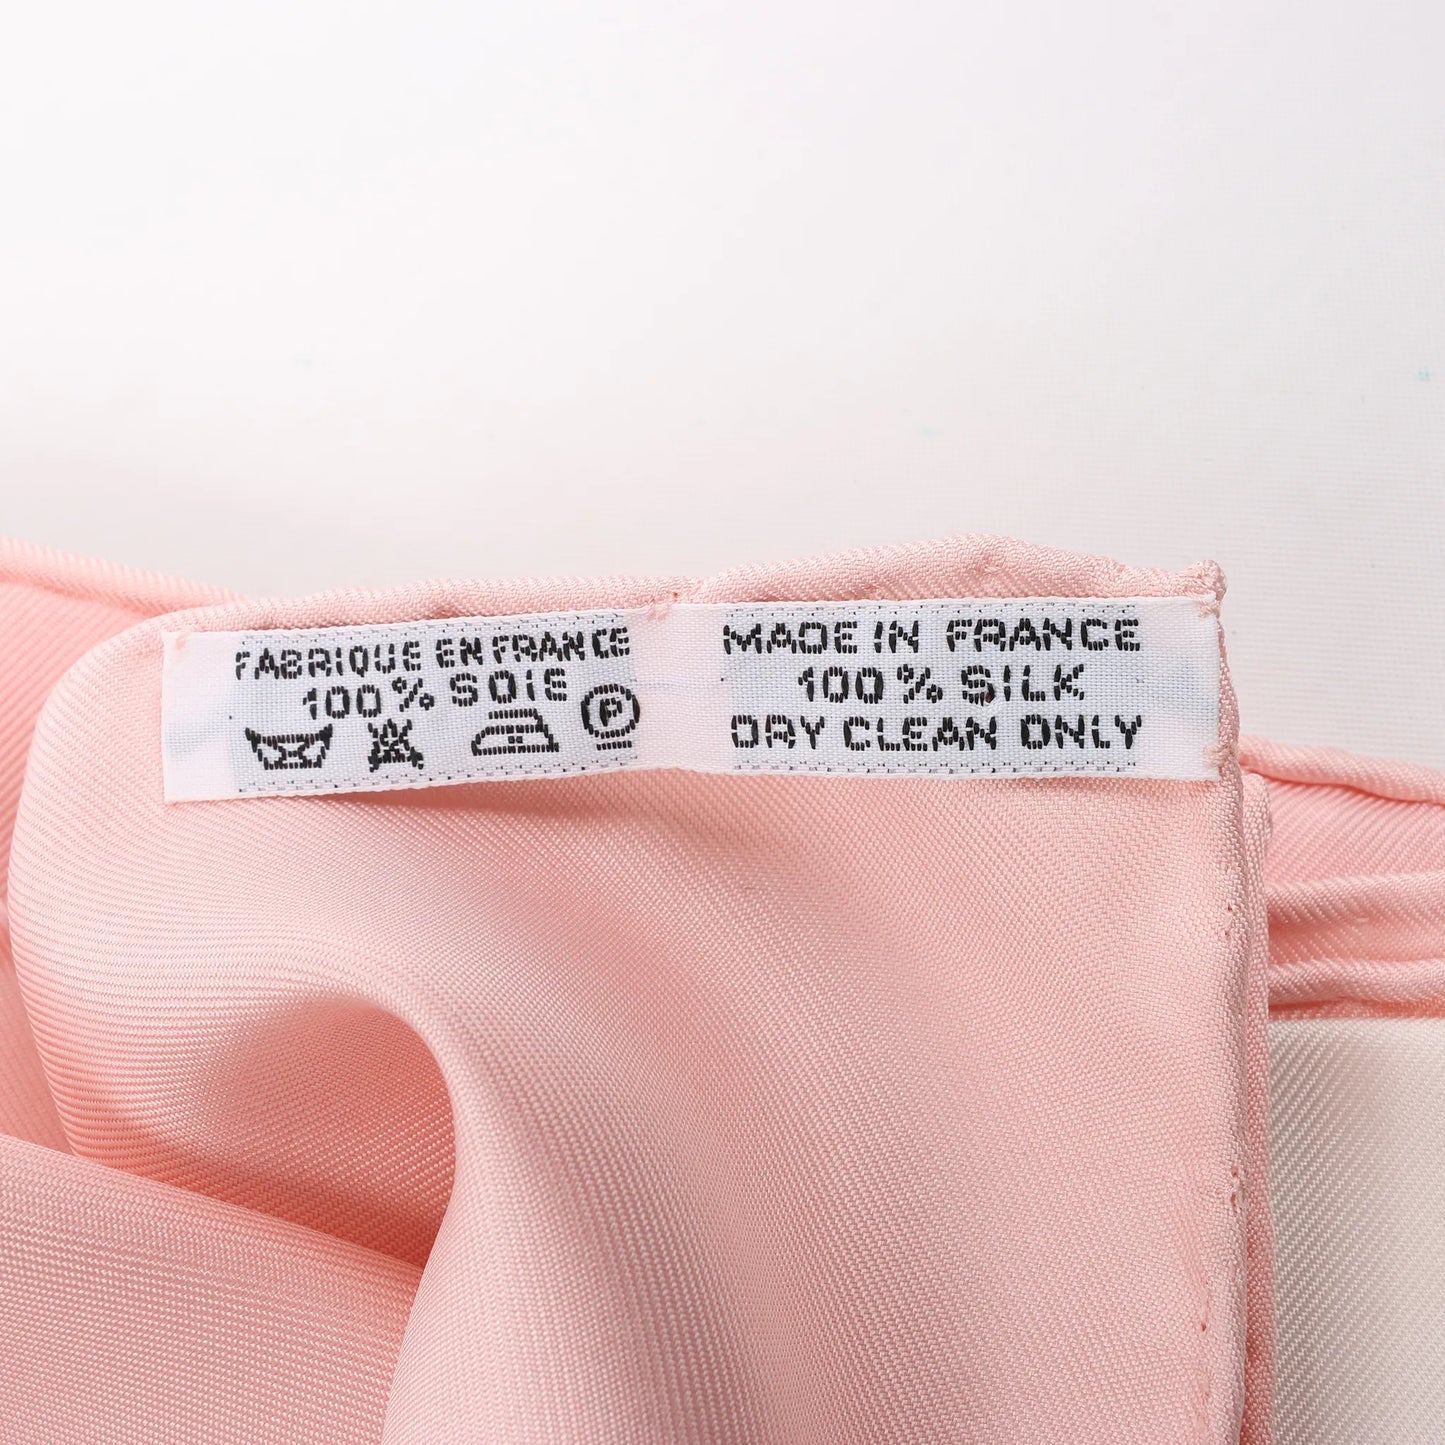 FABRIQUE EN FRANCE
100% SOIE
P
MADE IN FRANCE
100% SILK
DRY CLEAN ONLY